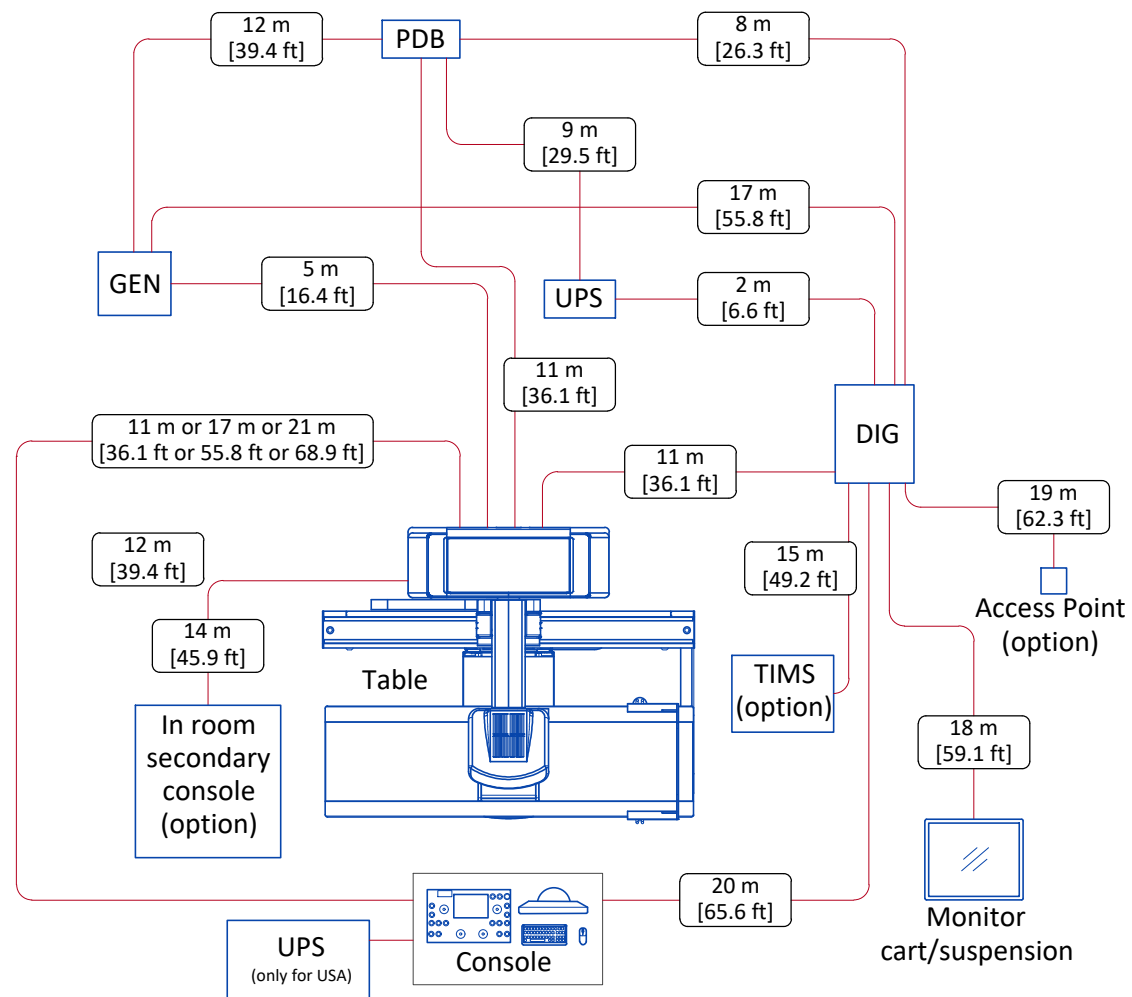 12 m
[39.4 ft]
PDB
8 m
[26.3 ft]
9 m
[29.5 ft]
17 m
[55.8 ft]
GEN
5 m
[16.4 ft]
UPS
2 m
[6.6 ft]
11 m
[36.1 ft]
DIG
11 m or 17 m or 21 m
[36.1 ft or 55.8 ft or 68.9 ft]
11 m
[36.1 ft]
19 m
[62.3 ft]
12 m
[39.4 ft]
15 m
[49.2 ft]
Access Point
(option)
14 m
[45.9 ft]
Table
TIMS
(option)
In room
secondary
console
(option)
18 m
[59.1 ft]
20 m
[65.6 ft]
Monitor
cart/suspension
UPS
(only for USA)
Console